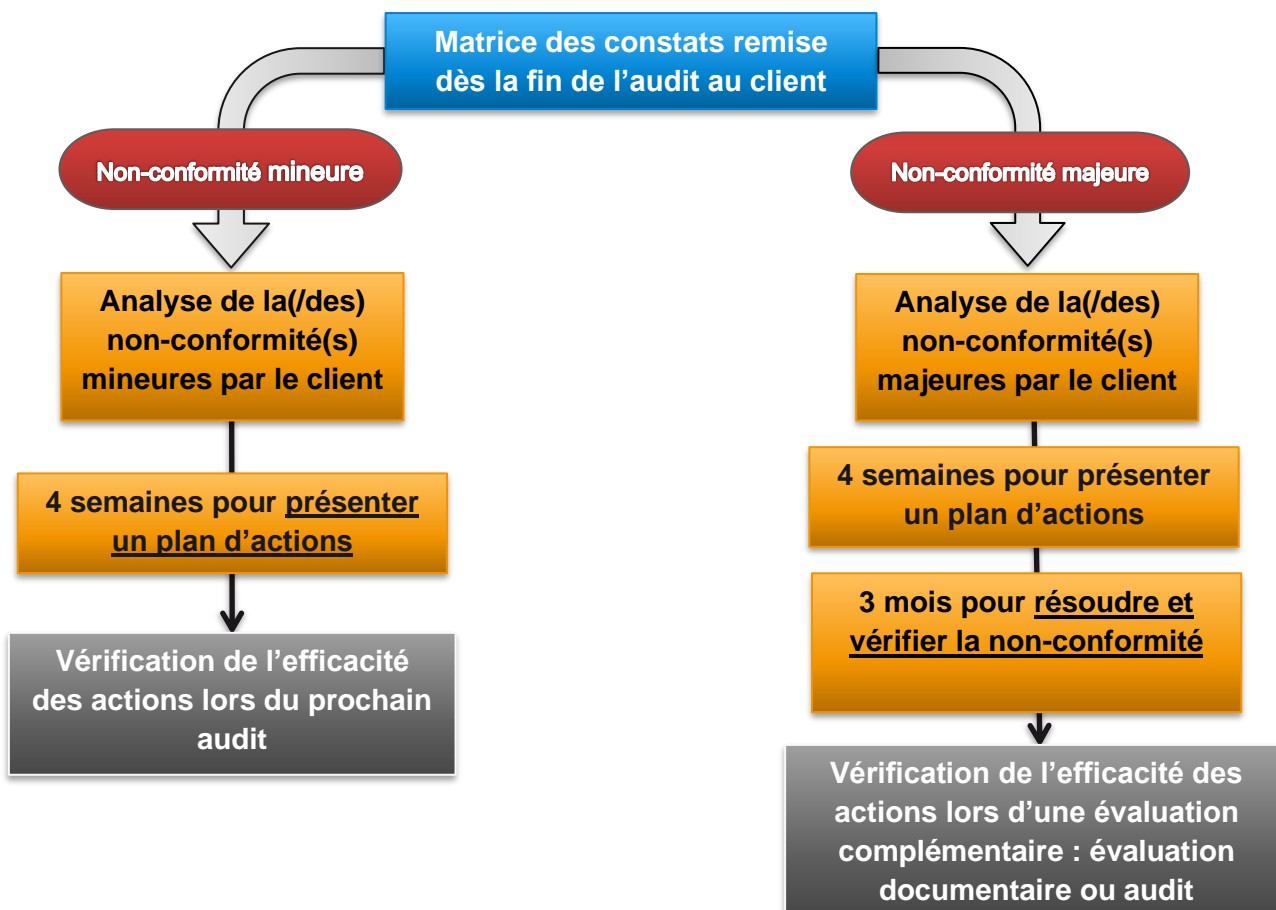 Matrice des constats remise
dès la fin de l’audit au client
Non-conformité mineure
Analyse de la(/des)
non-conformité(s)
mineures par le client
4 semaines pour présenter
un plan d’actions
Vérification de l’efficacité
des actions lors du prochain
audit
Non-conformité majeure
Analyse de la(/des)
non-conformité(s)
majeures par le client
4 semaines pour présenter
un plan d’actions
3 mois pour résoudre et
vérifier la non-conformité
Vérification de l’efficacité des
actions lors d’une évaluation
complémentaire : évaluation
documentaire ou audit